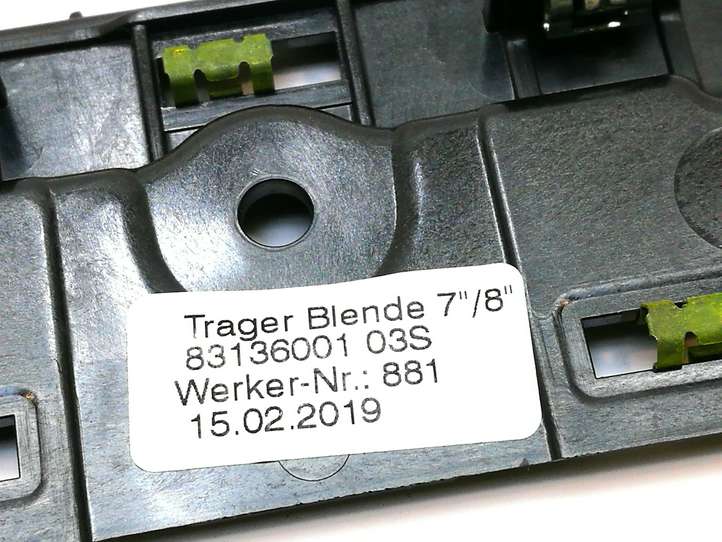 Trager Blende 7"/8"
83136001 03S
Werker-Nr.: 881
15.02.2019